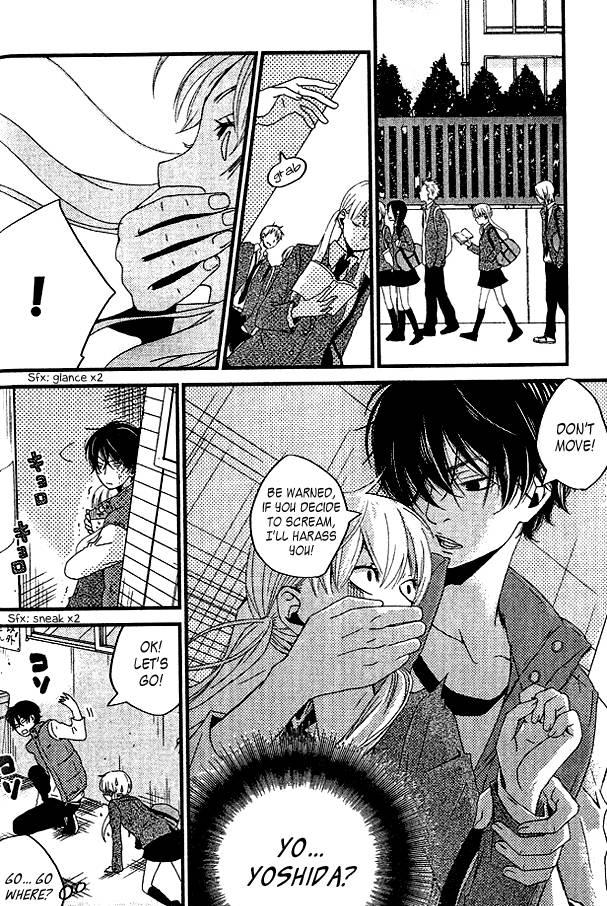 grab
!
DON'T
MOVE!
BE WARNED,
IF YOU DECIDE
TO SCREAM,
I'LL HARASS
YOU!
YO...
YOSHIDA?
Sfx: glance x2
キョロ
キョロ
Sfx: sneak x2
コソ
コソ
OK!
LET'S
GO!
GO... GO
WHERE?